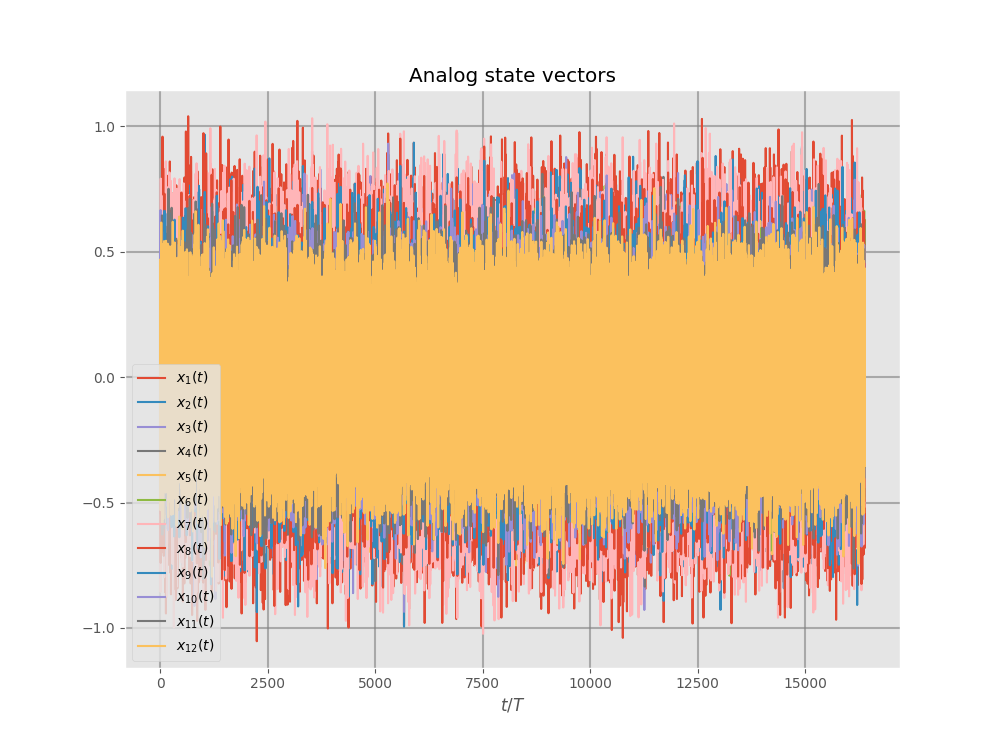 Analog state vectors
1.0
0.5
0.0
−0.5
−1.0
x₁(t)
x₂(t)
x₃(t)
x₄(t)
x₅(t)
x₆(t)
x₇(t)
x₈(t)
x₉(t)
x₁₀(t)
x₁₁(t)
x₁₂(t)
0 2500 5000 7500 10000 12500 15000
t/T